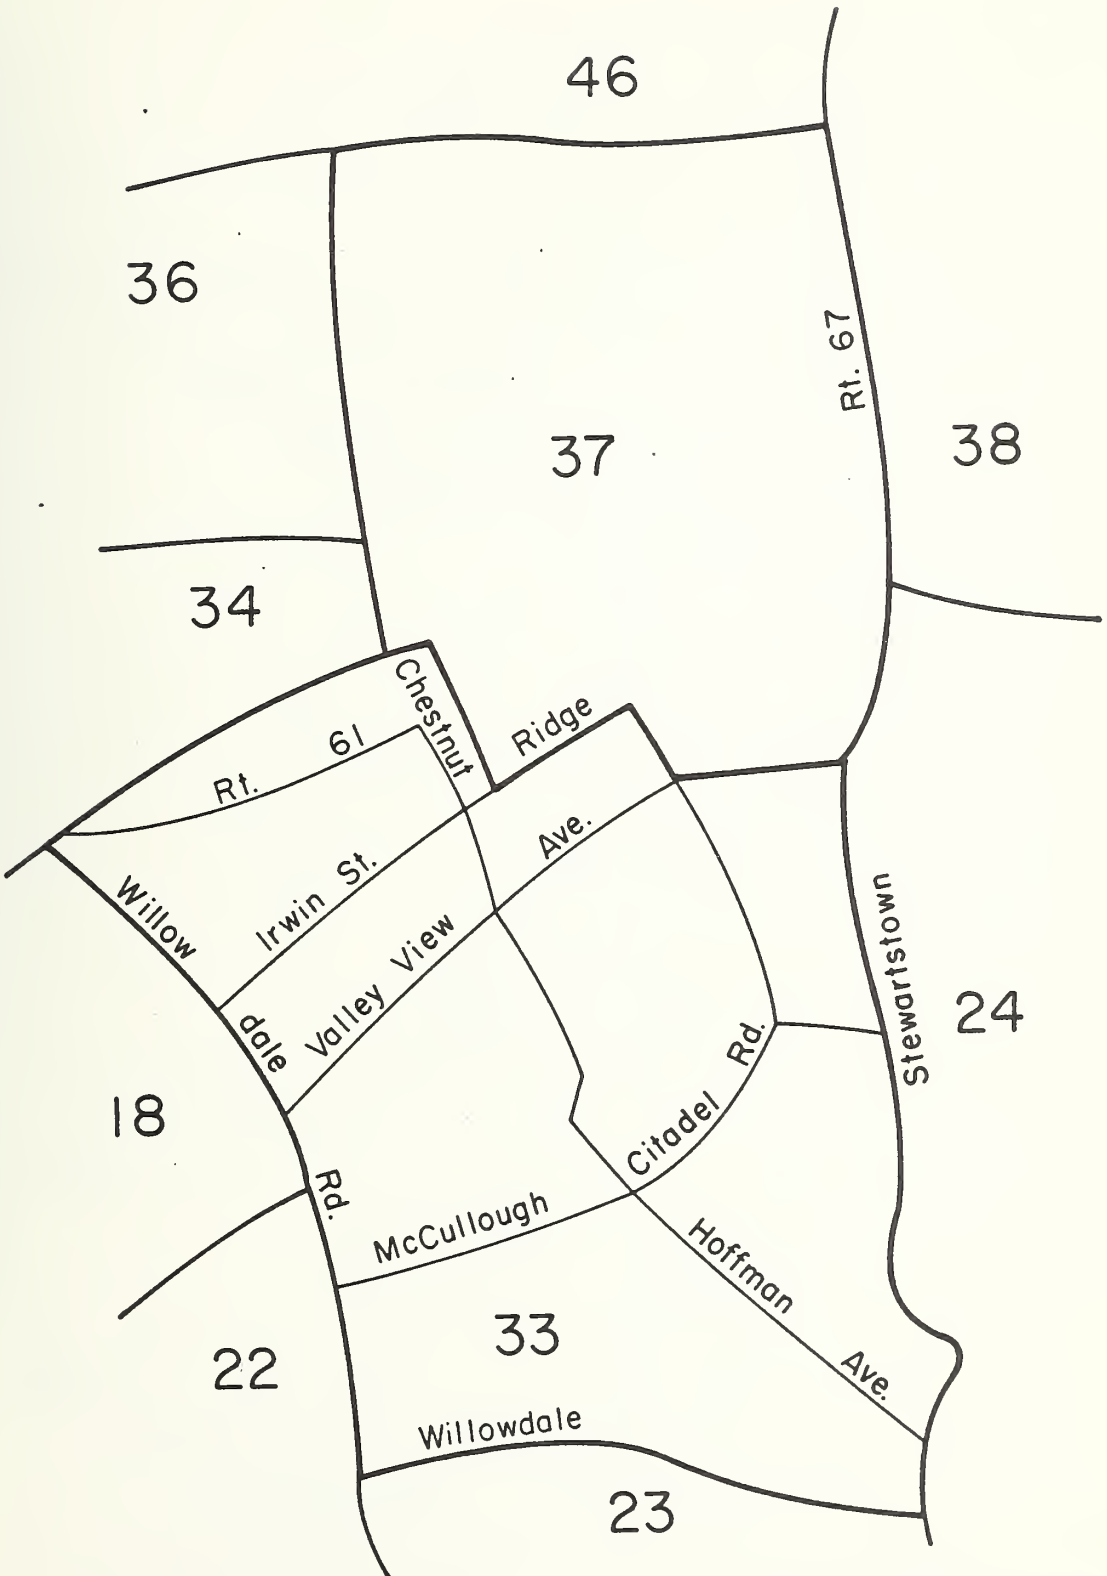 46
36
Rt. 67
38
37
34
Chestnut
Ridge
Rt. 61
Ave.
Irwin St.
Willow
dale
Rd.
Valley View
Stewartstown
24
18
Citadel Rd.
McCullough
Hoffman
Ave.
33
22
Willowdale
23